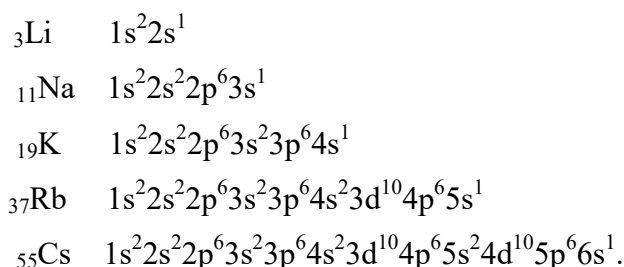 ₃Li 1s²2s¹
₁₁Na 1s²2s²2p⁶3s¹
₁₉K 1s²2s²2p⁶3s²3p⁶4s¹
₃₇Rb 1s²2s²2p⁶3s²3p⁶4s²3d¹⁰4p⁶5s¹
₅₅Cs 1s²2s²2p⁶3s²3p⁶4s²3d¹⁰4p⁶5s²4d¹⁰5p⁶6s¹.